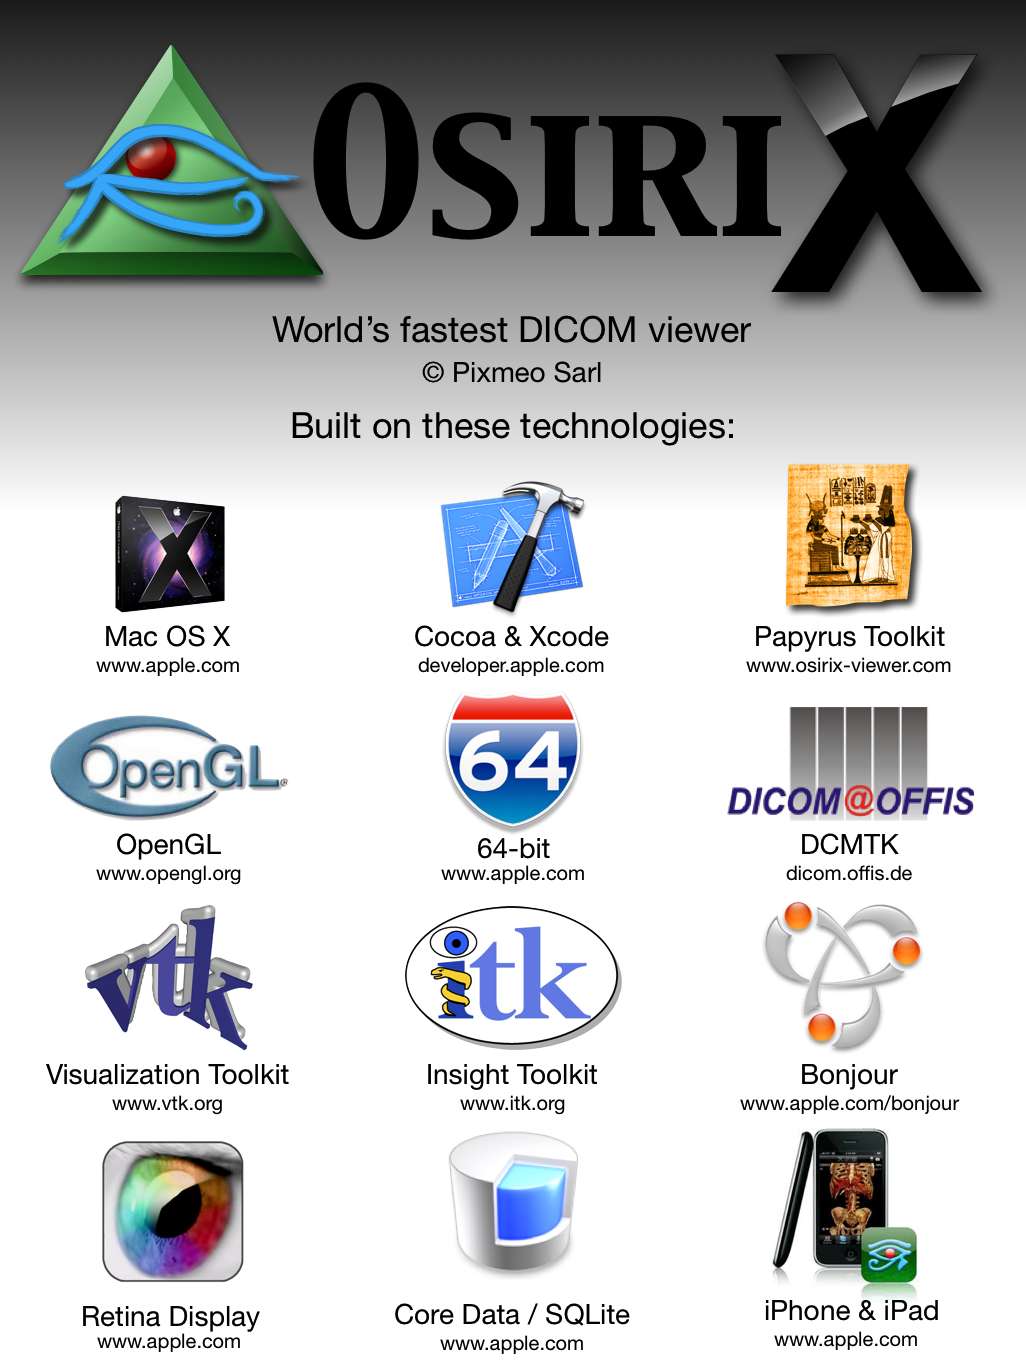 OSIRIX
World's fastest DICOM viewer
© Pixmeo Sarl
Built on these technologies:
X
Mac OS X
www.apple.com
Cocoa & Xcode
developer.apple.com
Papyrus Toolkit
www.osirix-viewer.com
OpenGL®
OpenGL
www.opengl.org
64
64-bit
www.apple.com
DICOM@OFFIS
DCMTK
dicom.offis.de
vtk
Visualization Toolkit
www.vtk.org
itk
Insight Toolkit
www.itk.org
Bonjour
www.apple.com/bonjour
Retina Display
www.apple.com
Core Data / SQLite
www.apple.com
iPhone & iPad
www.apple.com